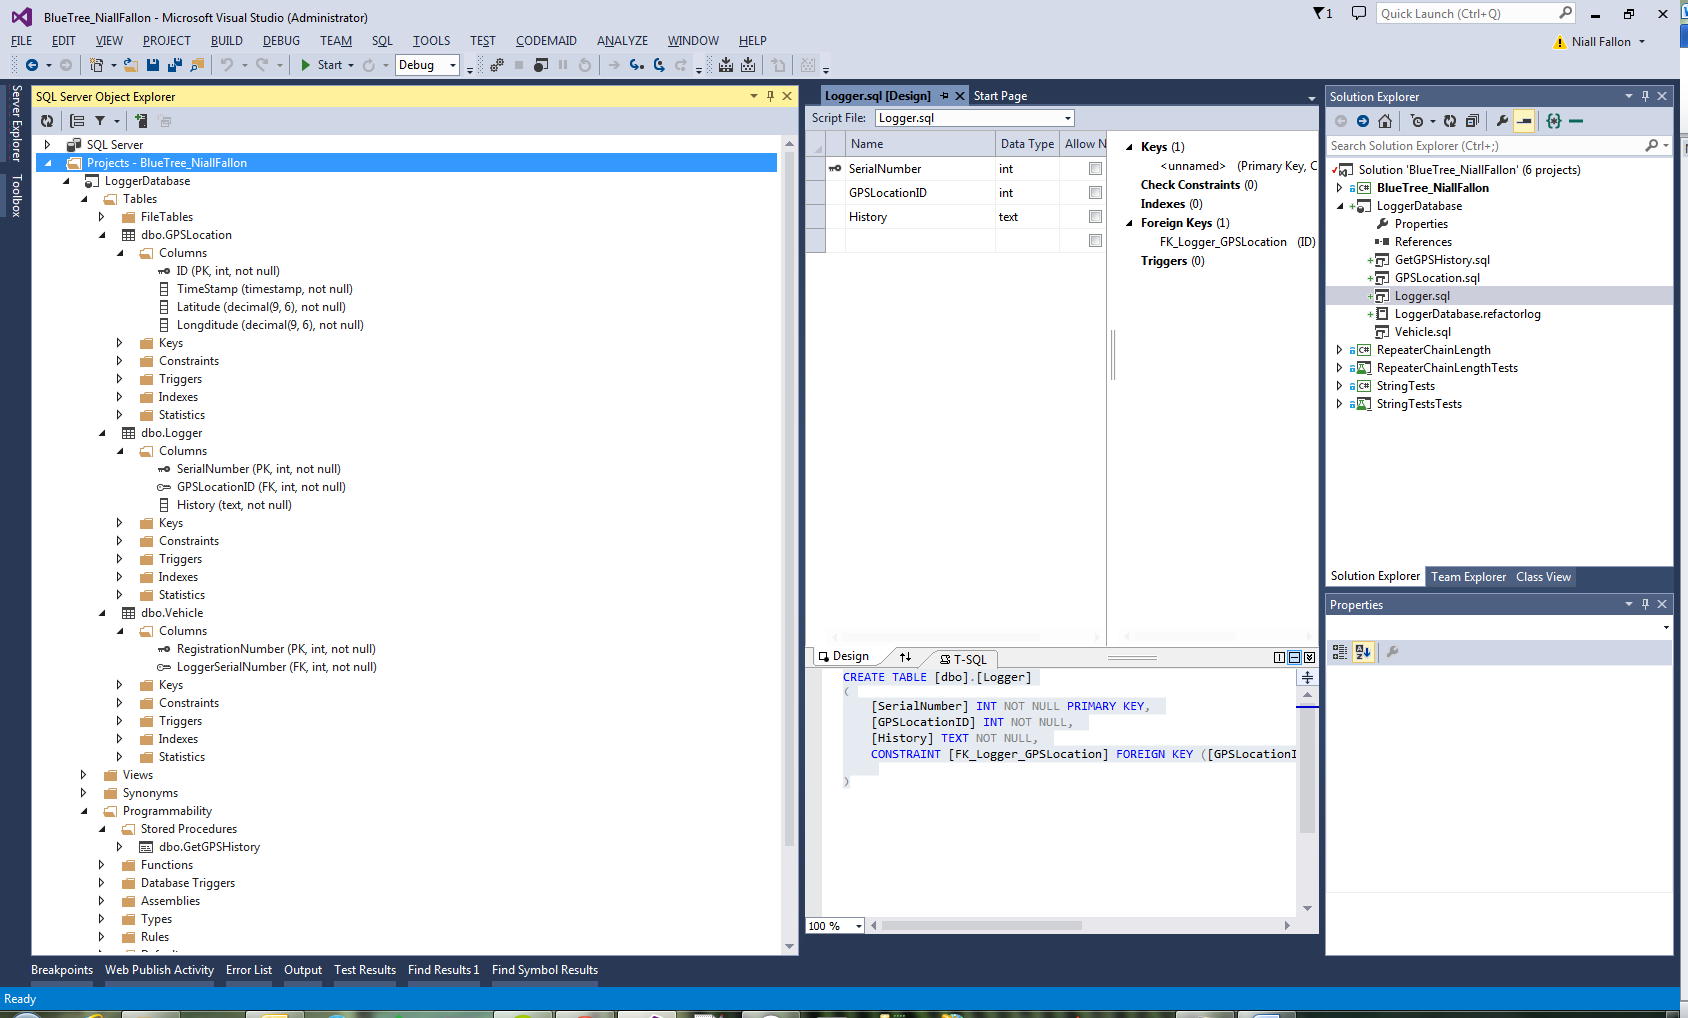 BlueTree_NiallFallon - Microsoft Visual Studio (Administrator)
1
Quick Launch (Ctrl+Q)
FILE EDIT VIEW PROJECT BUILD DEBUG TEAM SQL TOOLS TEST CODEMAID ANALYZE WINDOW HELP
Niall Fallon
Start
Debug
Server Explorer
Toolbox
SQL Server Object Explorer
SQL Server
Projects - BlueTree_NiallFallon
LoggerDatabase
Tables
FileTables
dbo.GPSLocation
Columns
ID (PK, int, not null)
TimeStamp (timestamp, not null)
Latitude (decimal(9, 6), not null)
Longditude (decimal(9, 6), not null)
Keys
Constraints
Triggers
Indexes
Statistics
dbo.Logger
Columns
SerialNumber (PK, int, not null)
GPSLocationID (FK, int, not null)
History (text, not null)
Keys
Constraints
Triggers
Indexes
Statistics
dbo.Vehicle
Columns
RegistrationNumber (PK, int, not null)
LoggerSerialNumber (FK, int, not null)
Keys
Constraints
Triggers
Indexes
Statistics
Views
Synonyms
Programmability
Stored Procedures
dbo.GetGPSHistory
Functions
Database Triggers
Assemblies
Types
Rules
Logger.sql [Design]
Start Page
Script File: Logger.sql
Name Data Type Allow N
SerialNumber int
GPSLocationID int
History text
Keys (1)
<unnamed> (Primary Key, C
Check Constraints (0)
Indexes (0)
Foreign Keys (1)
FK_Logger_GPSLocation (ID)
Triggers (0)
Design
T-SQL
CREATE TABLE [dbo].[Logger]
(
[SerialNumber] INT NOT NULL PRIMARY KEY,
[GPSLocationID] INT NOT NULL,
[History] TEXT NOT NULL,
CONSTRAINT [FK_Logger_GPSLocation] FOREIGN KEY ([GPSLocationI
)
100 %
Solution Explorer
Search Solution Explorer (Ctrl+;)
Solution 'BlueTree_NiallFallon' (6 projects)
BlueTree_NiallFallon
LoggerDatabase
Properties
References
GetGPSHistory.sql
GPSLocation.sql
Logger.sql
LoggerDatabase.refactorlog
Vehicle.sql
RepeaterChainLength
RepeaterChainLengthTests
StringTests
StringTestsTests
Solution Explorer Team Explorer Class View
Properties
Breakpoints Web Publish Activity Error List Output Test Results Find Results 1 Find Symbol Results
Ready